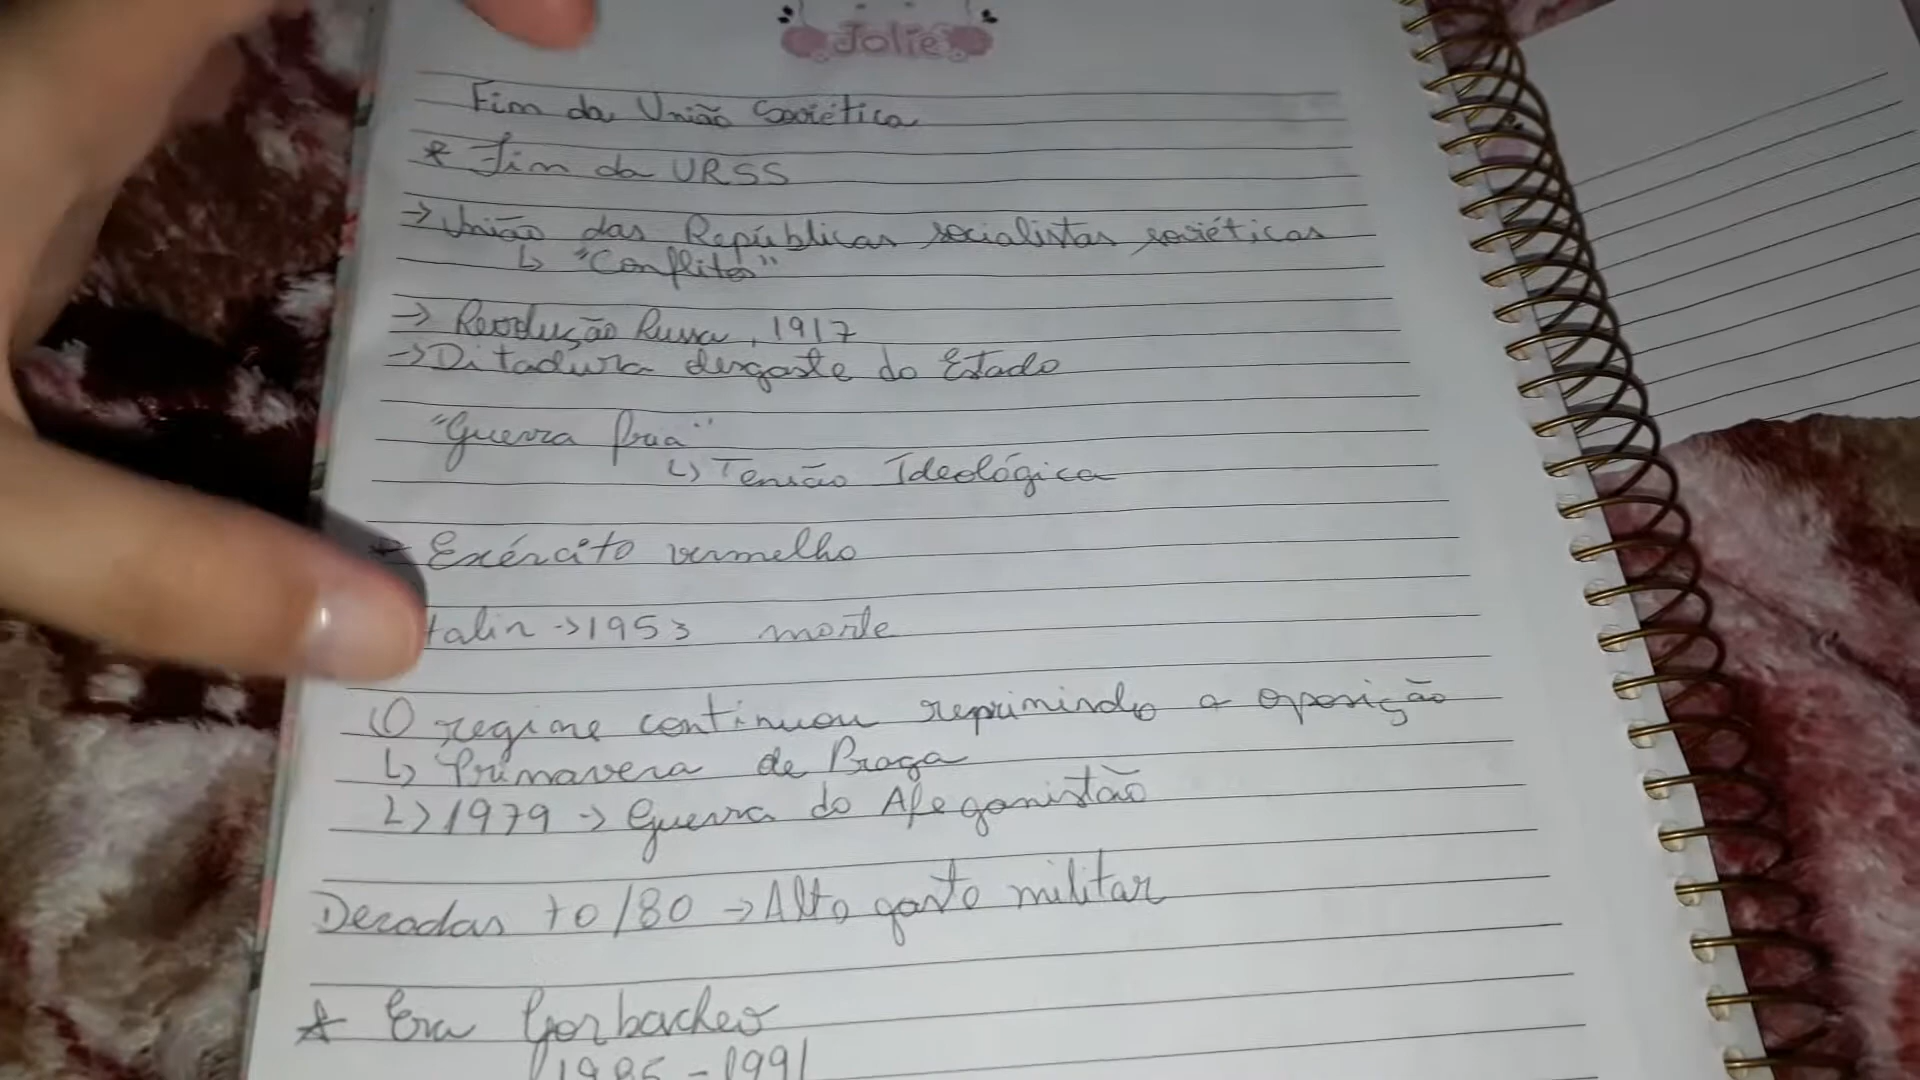 Jolie
Fim da União Soviética
* Fim da URSS
→ União das Repúblicas socialistas soviéticas
↳ "Conflitos"
→ Revolução Russa, 1917
→ Ditadura desgaste do Estado
"Guerra fria"
↳ Tensão Ideológica
Exército vermelho
talin → 1953 morte
O regime continuou reprimindo a oposição
↳ Primavera de Praga
↳ 1979 → Guerra do Afeganistão
Decadas 70/80 → Alto gasto militar
* Era Gorbachev
1985 - 1991